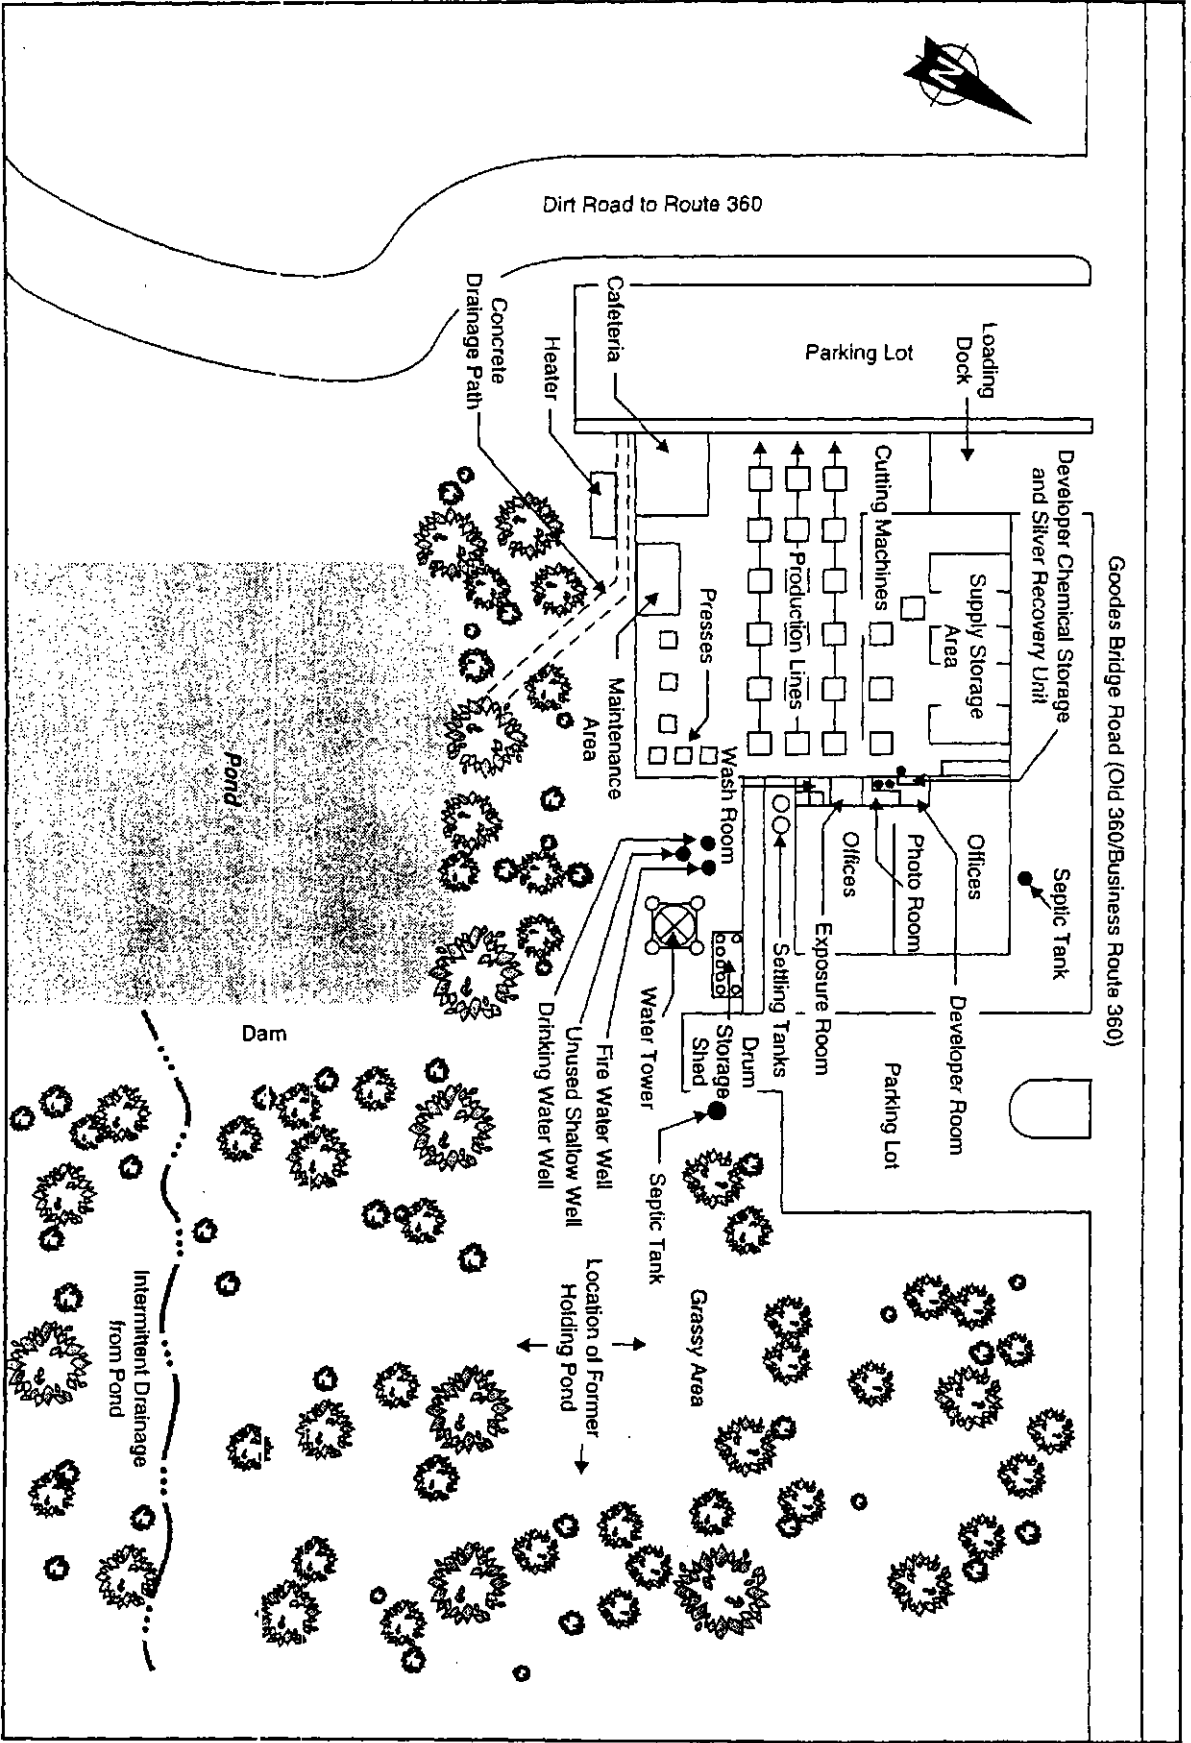 Goodes Bridge Road (Old 360/Business Route 360)
N
Dirt Road to Route 360
Parking Lot
Loading
Dock
Developer Chemical Storage
and Silver Recovery Unit
Supply Storage
Area
Cutting Machines
Production Lines
Presses
Cafeteria
Heater
Concrete
Drainage Path
Maintenance
Area
Wash Room
Offices
Photo Room
Offices
Septic Tank
Developer Room
Exposure Room
Settling Tanks
Parking Lot
Drum
Storage
Shed
Water Tower
Septic Tank
Fire Water Well
Unused Shallow Well
Drinking Water Well
Pond
Dam
Grassy Area
Location of Former
Holding Pond
Intermittent Drainage
from Pond